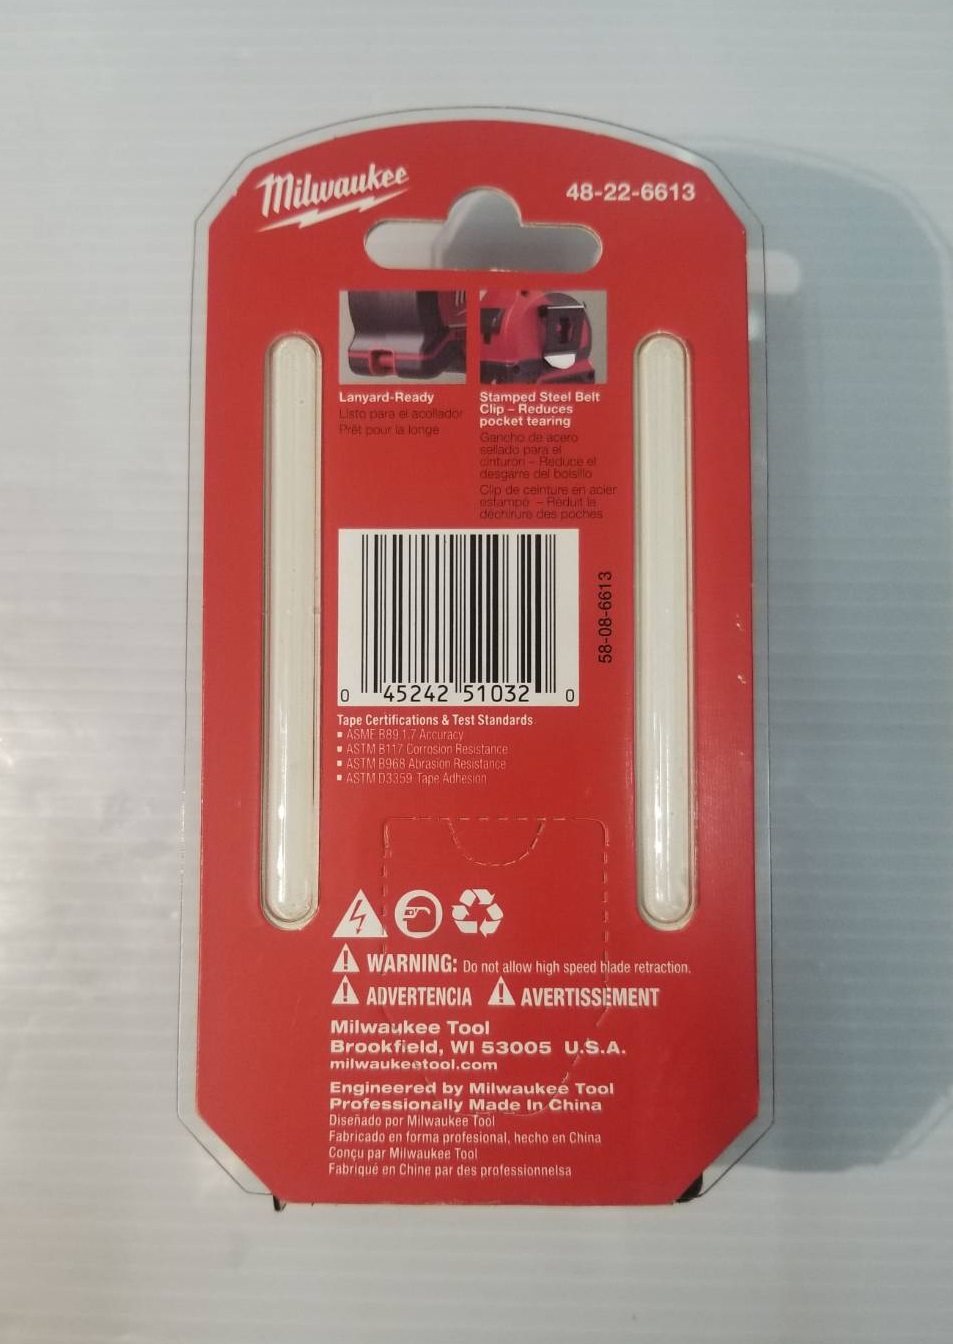 Milwaukee
48-22-6613
Lanyard-Ready
Listo para el acollador
Prêt pour la longe
Stamped Steel Belt
Clip – Reduces
pocket tearing
Gancho de acero
sellado para el
cinturón – Reduce el
desgarre del bolsillo
Clip de ceinture en acier
estampé – Réduit la
déchirure des poches
58-08-6613
0 45242 51032 0
Tape Certifications & Test Standards
▪ ASME B89.1.7 Accuracy
▪ ASTM B117 Corrosion Resistance
▪ ASTM B968 Abrasion Resistance
▪ ASTM D3359 Tape Adhesion
WARNING: Do not allow high speed blade retraction.
ADVERTENCIA AVERTISSEMENT
Milwaukee Tool
Brookfield, WI 53005 U.S.A.
milwaukeetool.com
Engineered by Milwaukee Tool
Professionally Made In China
Diseñado por Milwaukee Tool
Fabricado en forma profesional, hecho en China
Conçu par Milwaukee Tool
Fabriqué en Chine par des professionnelsa